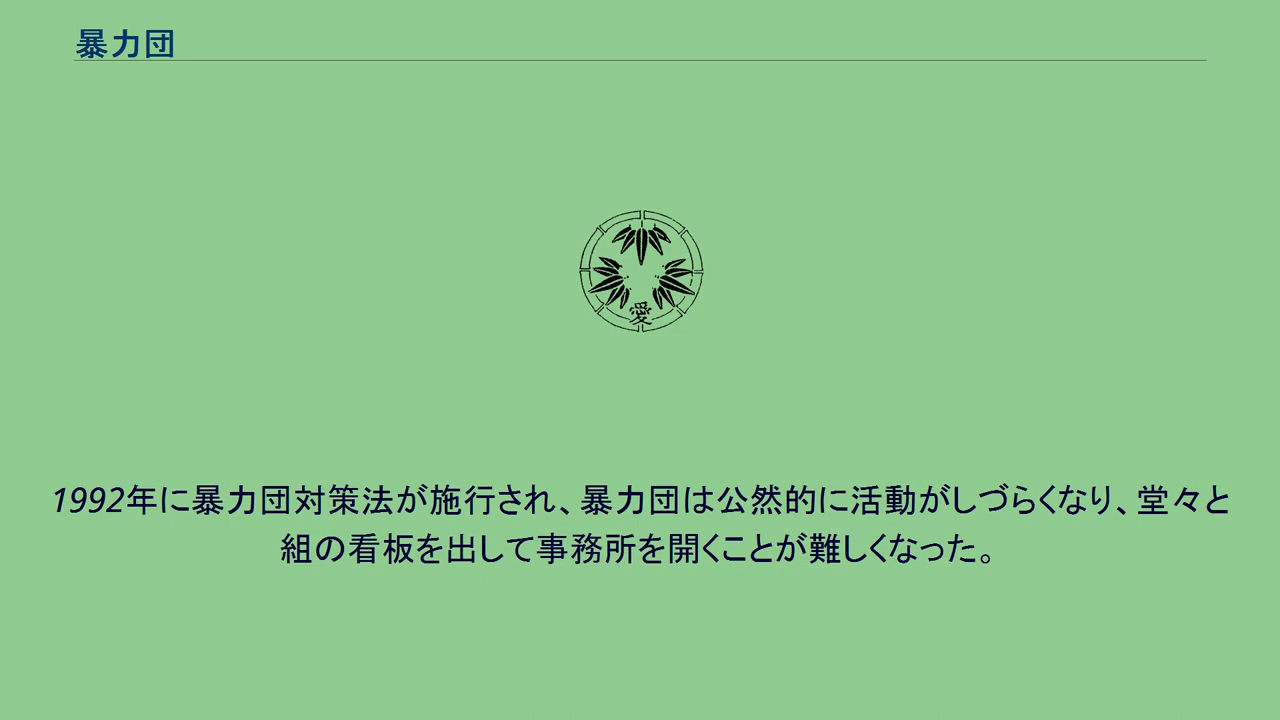 暴力団
愛
1992年に暴力団対策法が施行され、暴力団は公然的に活動がしづらくなり、堂々と
組の看板を出して事務所を開くことが難しくなった。